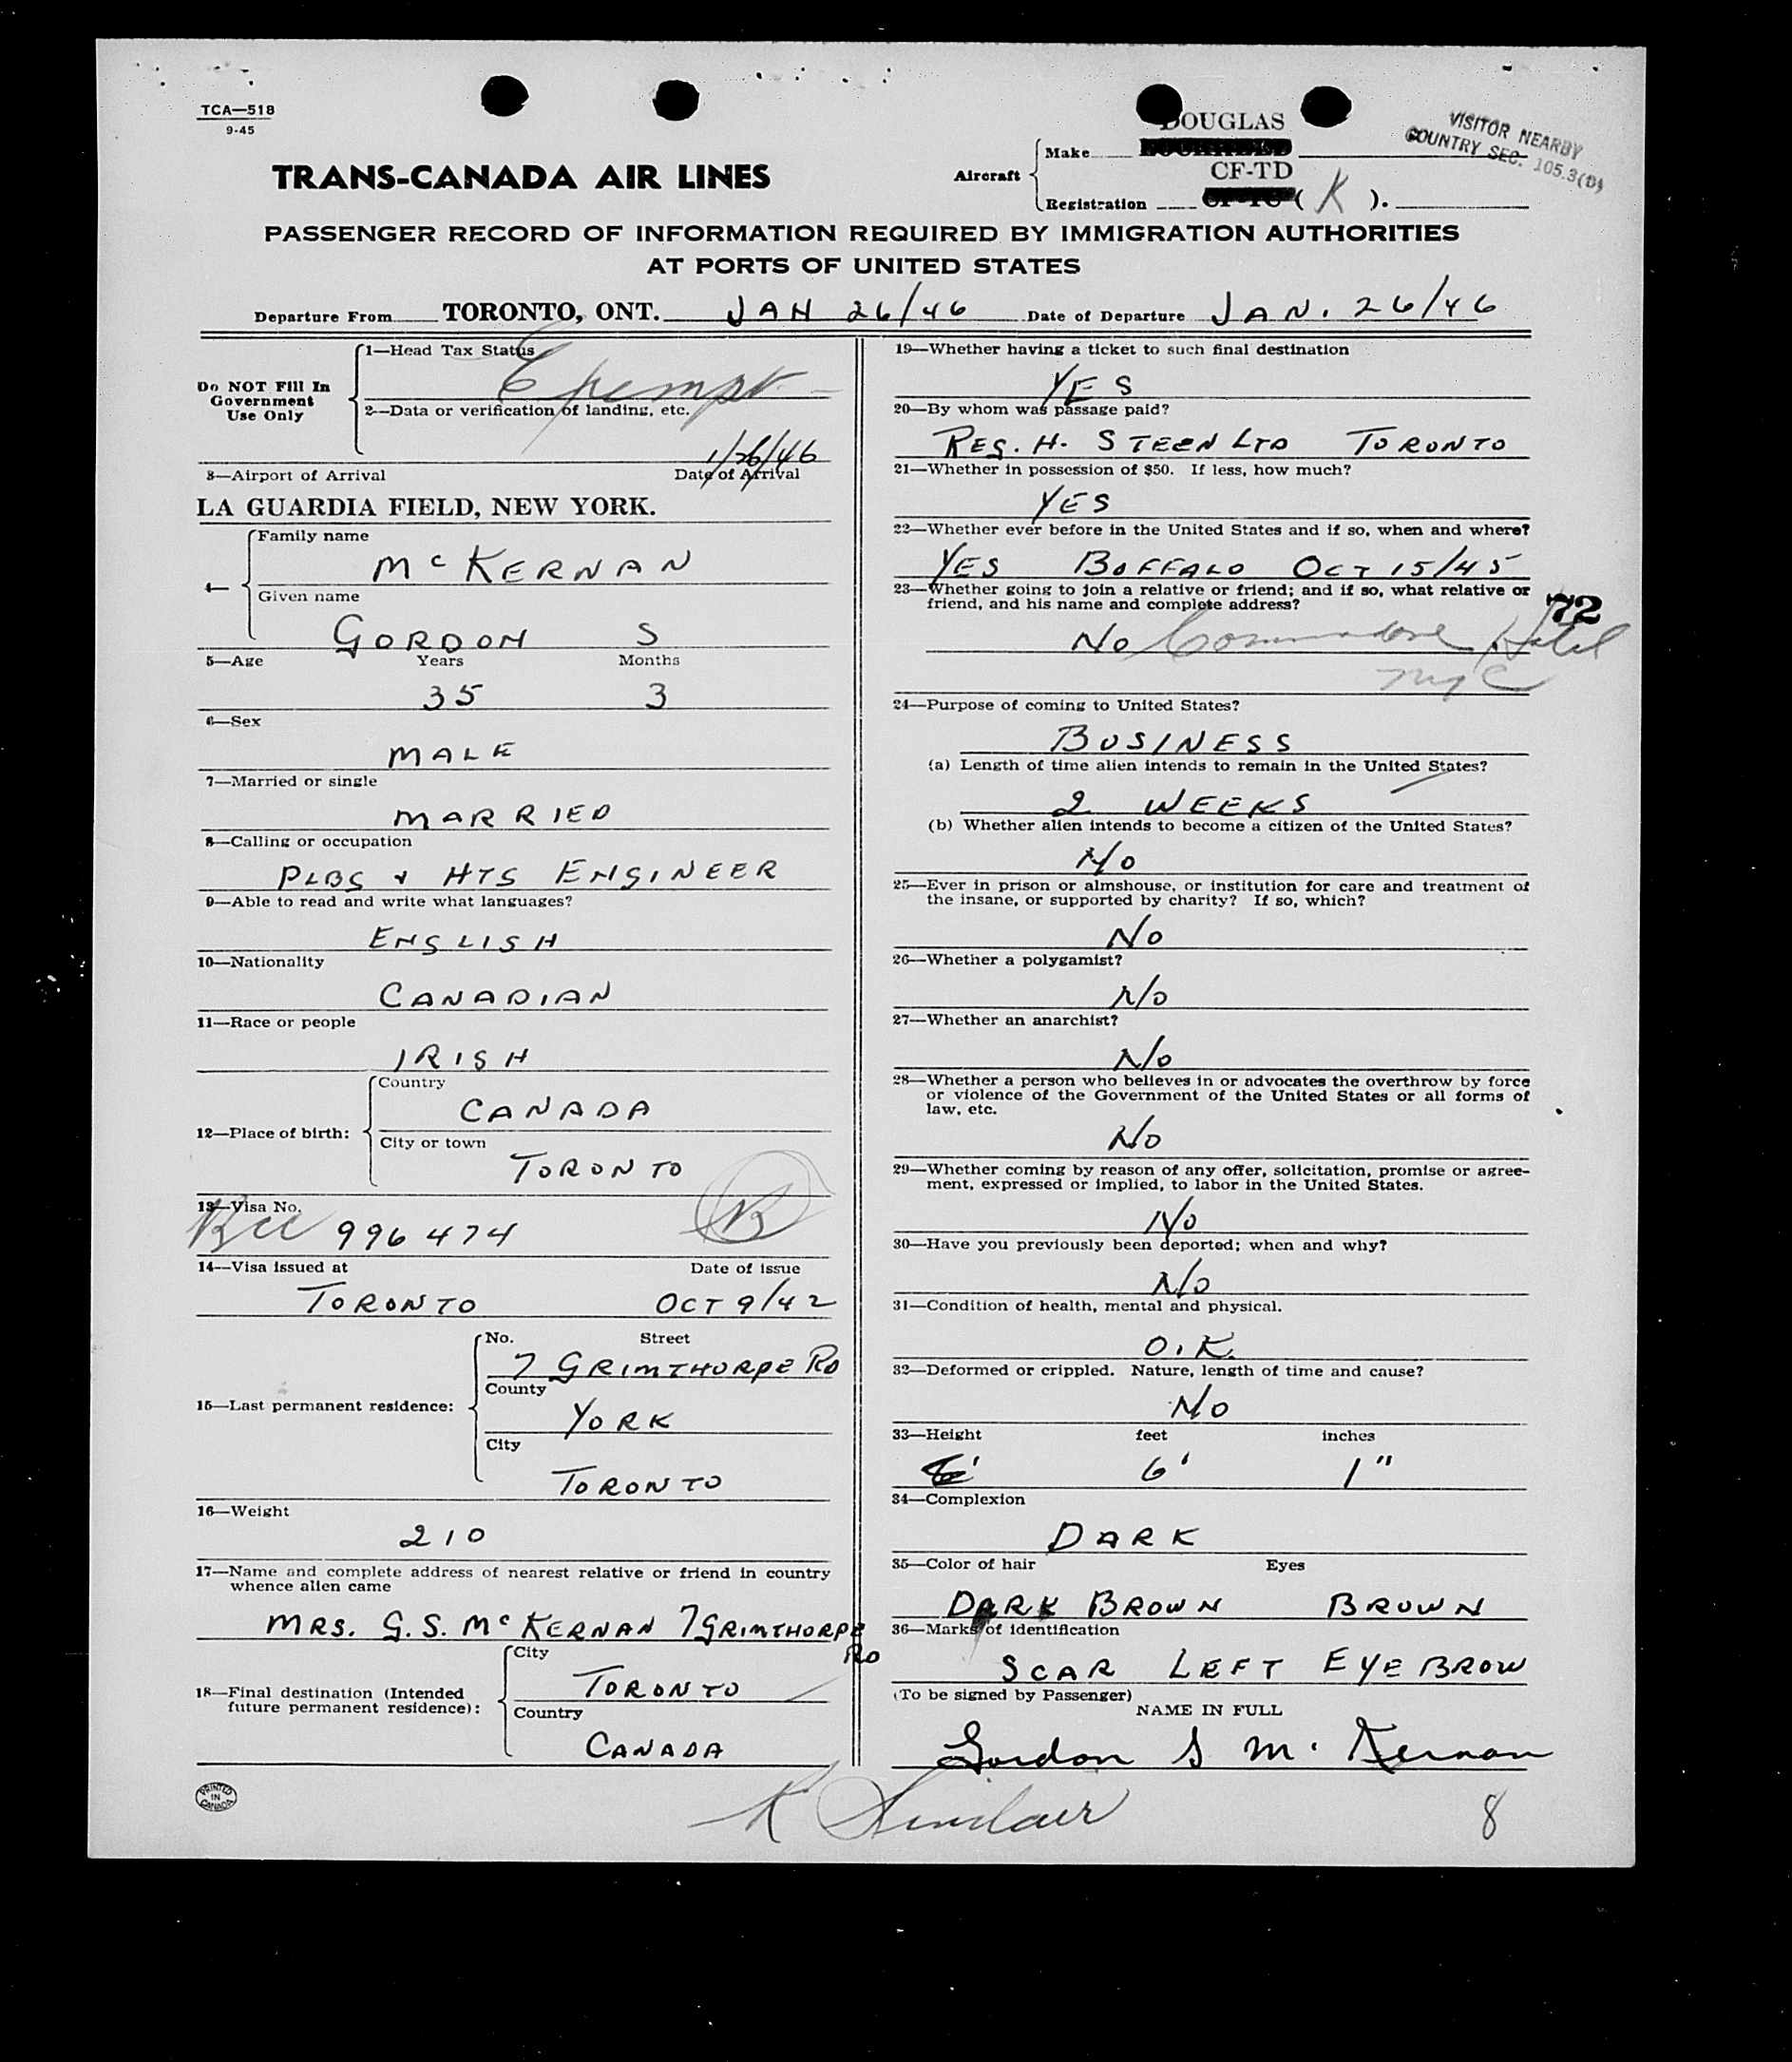 TCA—518
9-45
DOUGLAS
VISITOR NEARBY
COUNTRY SEC. 105.3(D)
TRANS-CANADA AIR LINES
Aircraft
Make
CF-TD
Registration ( K ).
PASSENGER RECORD OF INFORMATION REQUIRED BY IMMIGRATION AUTHORITIES
AT PORTS OF UNITED STATES
Departure From TORONTO, ONT. JAN 26/46 Date of Departure JAN. 26/46
Do NOT Fill In
Government
Use Only
1—Head Tax Status
Exempt
2—Data or verification of landing, etc.
1/26/46
3—Airport of Arrival Date of Arrival
LA GUARDIA FIELD, NEW YORK.
4—
Family name
McKERNAN
Given name
GORDON S
5—Age Years Months
35 3
6—Sex
MALE
7—Married or single
MARRIED
8—Calling or occupation
PLBG & HTG ENGINEER
9—Able to read and write what languages?
ENGLISH
10—Nationality
CANADIAN
11—Race or people
IRISH
12—Place of birth:
Country
CANADA
City or town
TORONTO
13—Visa No.
BCC 996474 B
14—Visa issued at Date of issue
TORONTO OCT 9/42
15—Last permanent residence:
No. Street
7 GRIMTHORPE RD
County
YORK
City
TORONTO
16—Weight
210
17—Name and complete address of nearest relative or friend in country
whence alien came
MRS. G.S. McKERNAN 7 GRIMTHORPE
RD
18—Final destination (Intended
future permanent residence):
City
TORONTO
Country
CANADA
PRINTED
IN
CANADA
19—Whether having a ticket to such final destination
YES
20—By whom was passage paid?
REG. H. STEEN LTD TORONTO
21—Whether in possession of $50. If less, how much?
YES
22—Whether ever before in the United States and if so, when and where?
YES BUFFALO OCT 15/45
23—Whether going to join a relative or friend; and if so, what relative or
friend, and his name and complete address?
72
NO Commodore Hotel
NYC
24—Purpose of coming to United States?
BUSINESS
(a) Length of time alien intends to remain in the United States?
2 WEEKS
(b) Whether alien intends to become a citizen of the United States?
NO
25—Ever in prison or almshouse, or institution for care and treatment of
the insane, or supported by charity? If so, which?
NO
26—Whether a polygamist?
NO
27—Whether an anarchist?
NO
28—Whether a person who believes in or advocates the overthrow by force
or violence of the Government of the United States or all forms of
law, etc.
NO
29—Whether coming by reason of any offer, solicitation, promise or agree-
ment, expressed or implied, to labor in the United States.
NO
30—Have you previously been deported; when and why?
NO
31—Condition of health, mental and physical.
O.K.
32—Deformed or crippled. Nature, length of time and cause?
NO
33—Height feet inches
6' 1"
34—Complexion
DARK
35—Color of hair Eyes
DARK BROWN BROWN
36—Marks of identification
SCAR LEFT EYEBROW
(To be signed by Passenger)
NAME IN FULL
Gordon S McKernan
K Sinclair
8